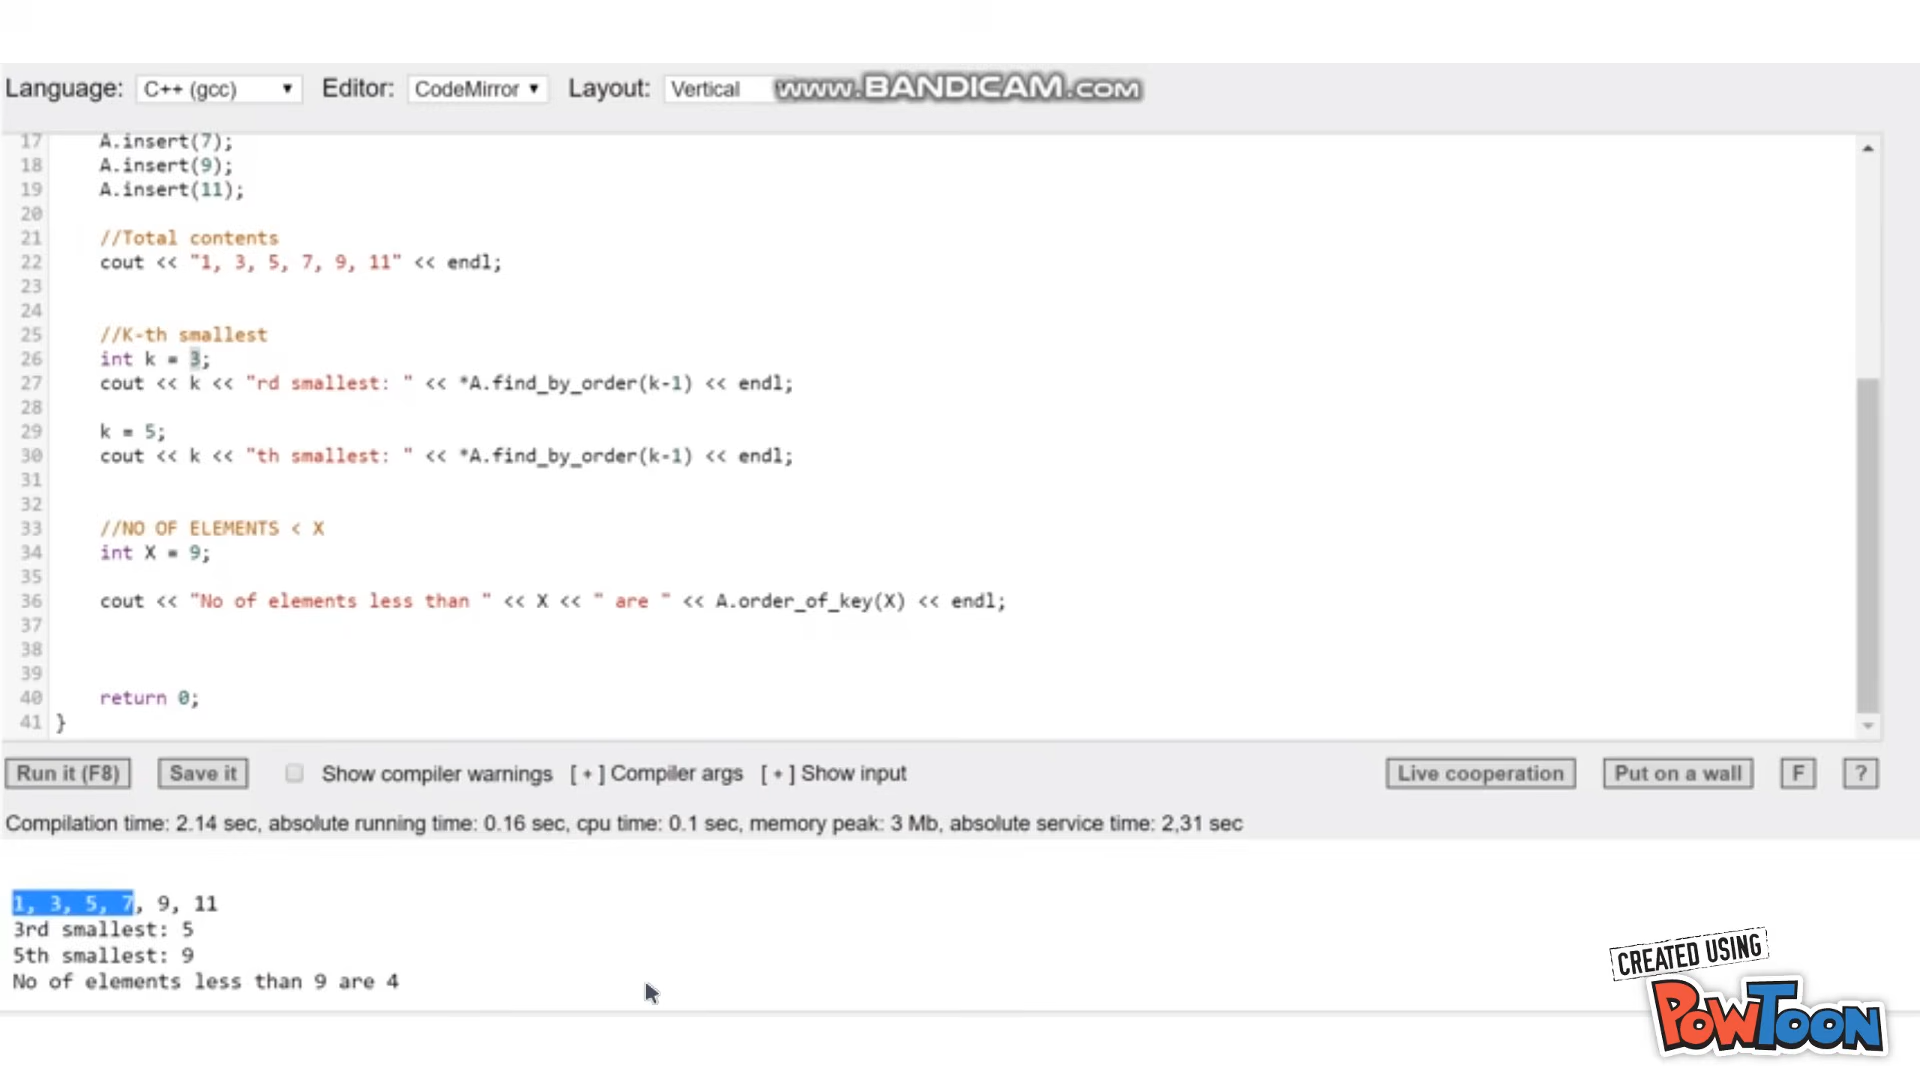 Language: C++ (gcc) Editor: CodeMirror Layout: Vertical www.BANDICAM.com
17 A.insert(7);
18 A.insert(9);
19 A.insert(11);
20
21 //Total contents
22 cout << "1, 3, 5, 7, 9, 11" << endl;
23
24
25 //K-th smallest
26 int k = 3;
27 cout << k << "rd smallest: " << *A.find_by_order(k-1) << endl;
28
29 k = 5;
30 cout << k << "th smallest: " << *A.find_by_order(k-1) << endl;
31
32
33 //NO OF ELEMENTS < X
34 int X = 9;
35
36 cout << "No of elements less than " << X << " are " << A.order_of_key(X) << endl;
37
38
39
40 return 0;
41 }
Run it (F8) Save it Show compiler warnings [ + ] Compiler args [ + ] Show input Live cooperation Put on a wall F ?
Compilation time: 2.14 sec, absolute running time: 0.16 sec, cpu time: 0.1 sec, memory peak: 3 Mb, absolute service time: 2,31 sec
1, 3, 5, 7, 9, 11
3rd smallest: 5
5th smallest: 9
No of elements less than 9 are 4
CREATED USING
POWTOON